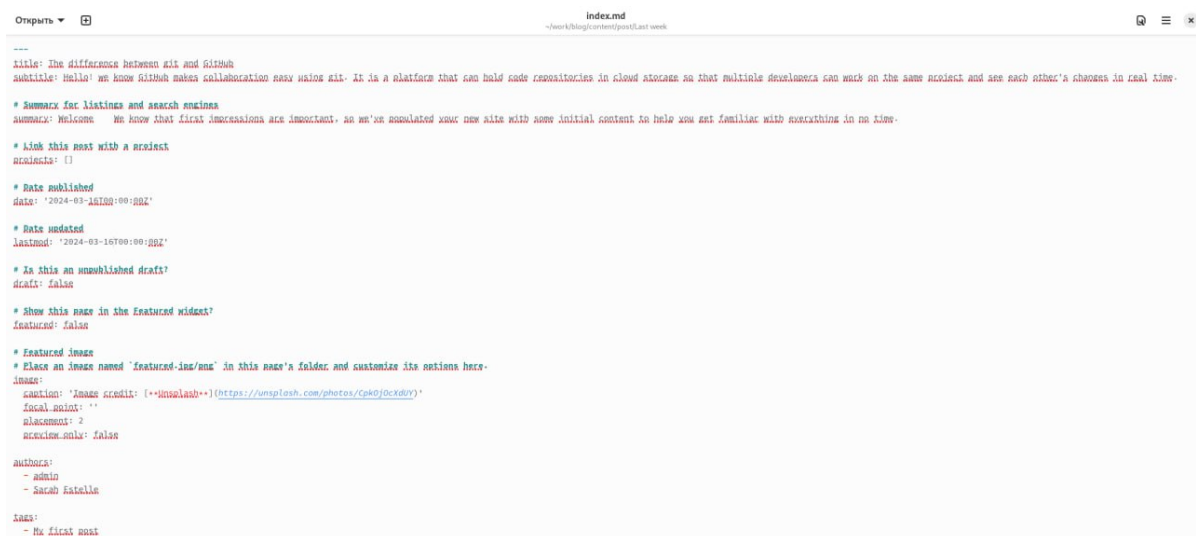 Открыть
index.md
~/work/blog/content/post/Last week
---
title: The difference between git and GitHub
subtitle: Hello! we know GitHub makes collaboration easy using git. It is a platform that can hold code repositories in cloud storage so that multiple developers can work on the same project and see each other's changes in real time.
# Summary for listings and search engines
summary: Welcome    We know that first impressions are important, so we've populated your new site with some initial content to help you get familiar with everything in no time.
# Link this post with a project
projects: []
# Date published
date: '2024-03-16T00:00:00Z'
# Date updated
lastmod: '2024-03-16T00:00:00Z'
# Is this an unpublished draft?
draft: false
# Show this page in the Featured widget?
featured: false
# Featured image
# Place an image named `featured.jpg/png` in this page's folder and customize its options here.
image:
  caption: 'Image credit: [**Unsplash**](https://unsplash.com/photos/CpkOjOcXdUY)'
  focal_point: ''
  placement: 2
  preview_only: false
authors:
  - admin
  - Sarah Estelle
tags:
  - My first post